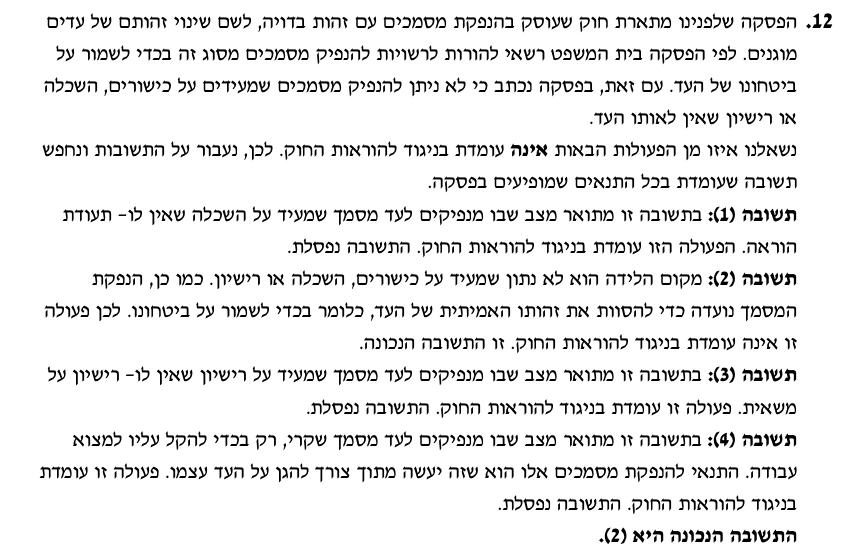 12. הפסקה שלפנינו מתארת חוק שעוסק בהנפקת מסמכים עם זהות בדויה, לשם שינוי זהותם של עדים
מוגנים. לפי הפסקה בית המשפט רשאי להורות לרשויות להנפיק מסמכים מסוג זה בכדי לשמור על
ביטחונו של העד. עם זאת, בפסקה נכתב כי לא ניתן להנפיק מסמכים שמעידים על כישורים, השכלה
או רישיון שאין לאותו העד.
נשאלנו איזו מן הפעולות הבאות אינה עומדת בניגוד להוראות החוק. לכן, נעבור על התשובות ונחפש
תשובה שעומדת בכל התנאים שמופיעים בפסקה.
תשובה (1): בתשובה זו מתואר מצב שבו מנפיקים לעד מסמך שמעיד על השכלה שאין לו- תעודת
הוראה. הפעולה הזו עומדת בניגוד להוראות החוק. התשובה נפסלת.
תשובה (2): מקום הלידה הוא לא נתון שמעיד על כישורים, השכלה או רישיון. כמו כן, הנפקת
המסמך נועדה כדי להסוות את זהותו האמיתית של העד, כלומר בכדי לשמור על ביטחונו. לכן פעולה
זו אינה עומדת בניגוד להוראות החוק. זו התשובה הנכונה.
תשובה (3): בתשובה זו מתואר מצב שבו מנפיקים לעד מסמך שמעיד על רישיון שאין לו- רישיון על
משאית. פעולה זו עומדת בניגוד להוראות החוק. התשובה נפסלת.
תשובה (4): בתשובה זו מתואר מצב שבו מנפיקים לעד מסמך שקרי, רק בכדי להקל עליו למצוא
עבודה. התנאי להנפקת מסמכים אלו הוא שזה יעשה מתוך צורך להגן על העד עצמו. פעולה זו עומדת
בניגוד להוראות החוק. התשובה נפסלת.
התשובה הנכונה היא (2).